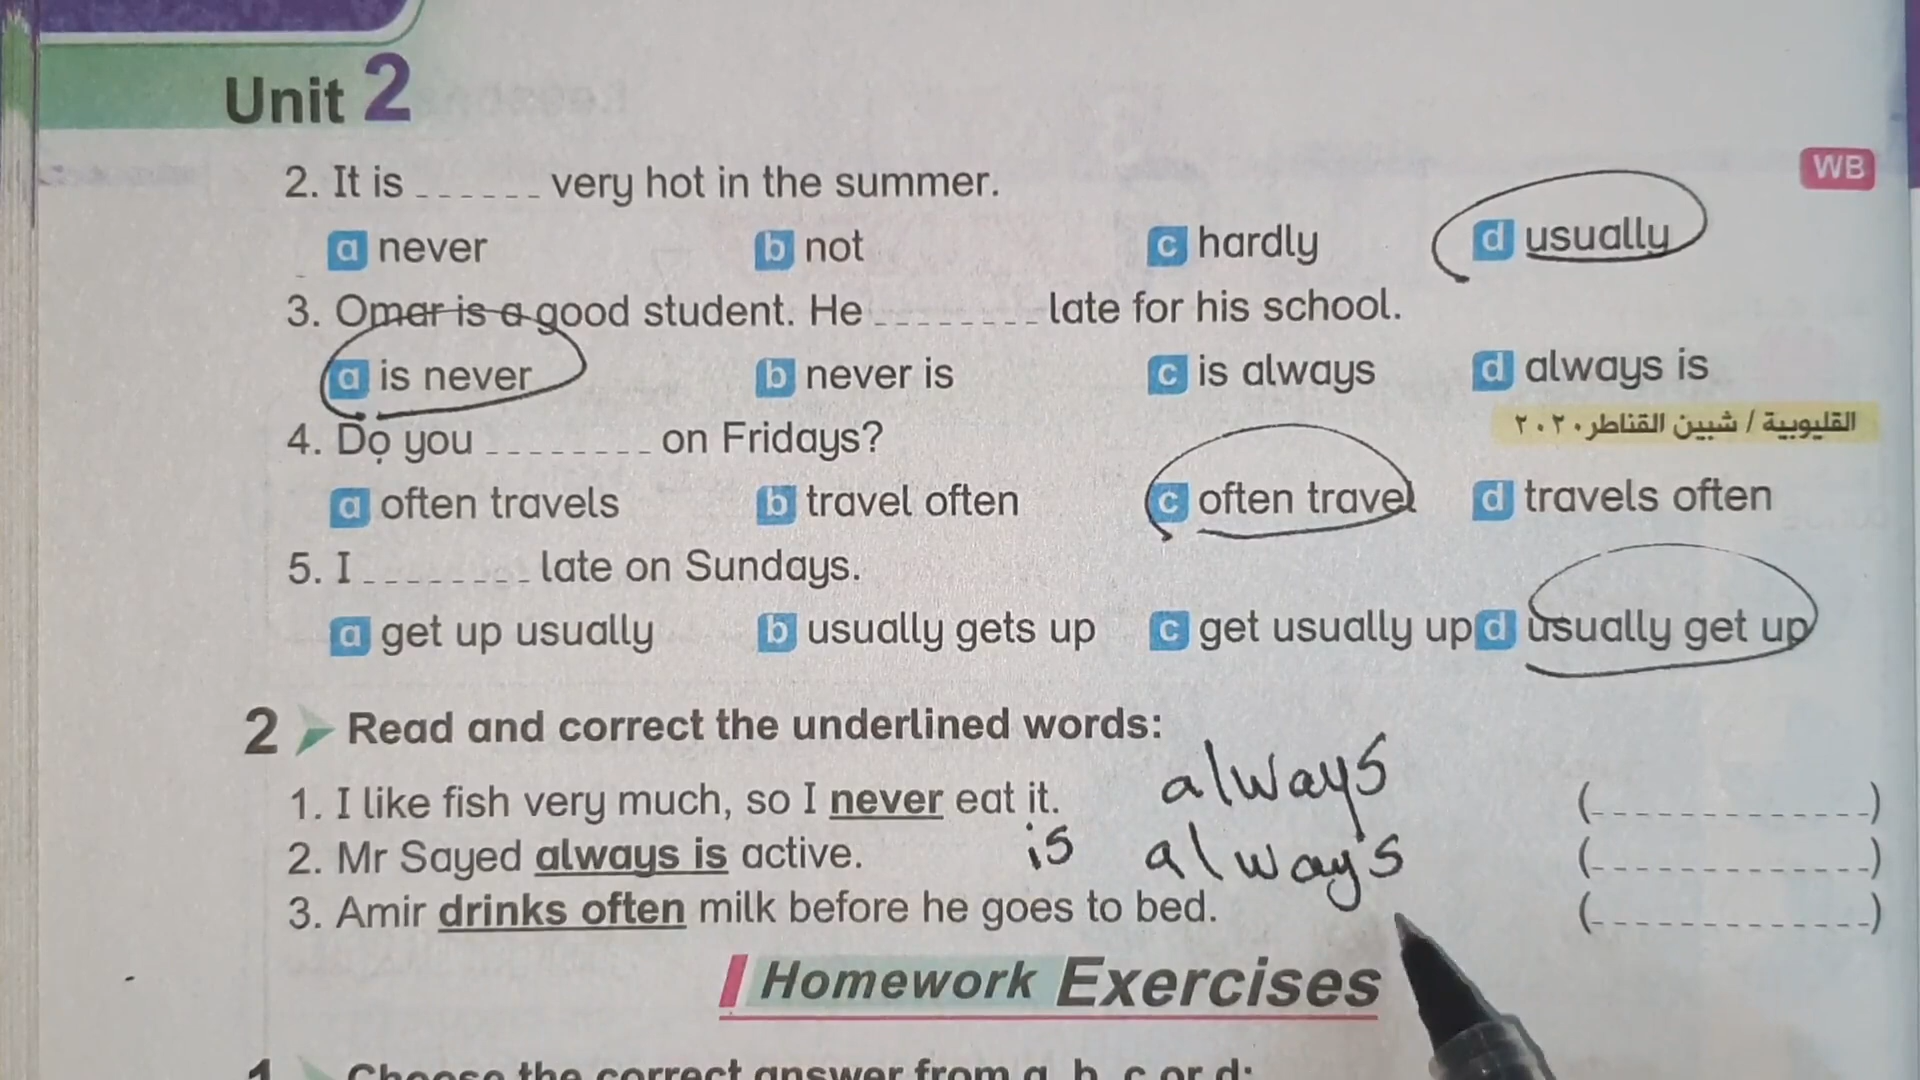 Unit 2
WB
2. It is ______ very hot in the summer.
a never b not c hardly d usually
3. Omar is a good student. He ________ late for his school.
a is never b never is c is always d always is
القليوبية / شبين القناطر ٢٠٢٠
4. Do you ________ on Fridays?
a often travels b travel often c often travel d travels often
5. I ________ late on Sundays.
a get up usually b usually gets up c get usually up d usually get up
2 Read and correct the underlined words:
1. I like fish very much, so I never eat it. always (_____________)
2. Mr Sayed always is active. is always (_____________)
3. Amir drinks often milk before he goes to bed. (_____________)
Homework Exercises
1 Choose the correct answer from a, b, c or d: